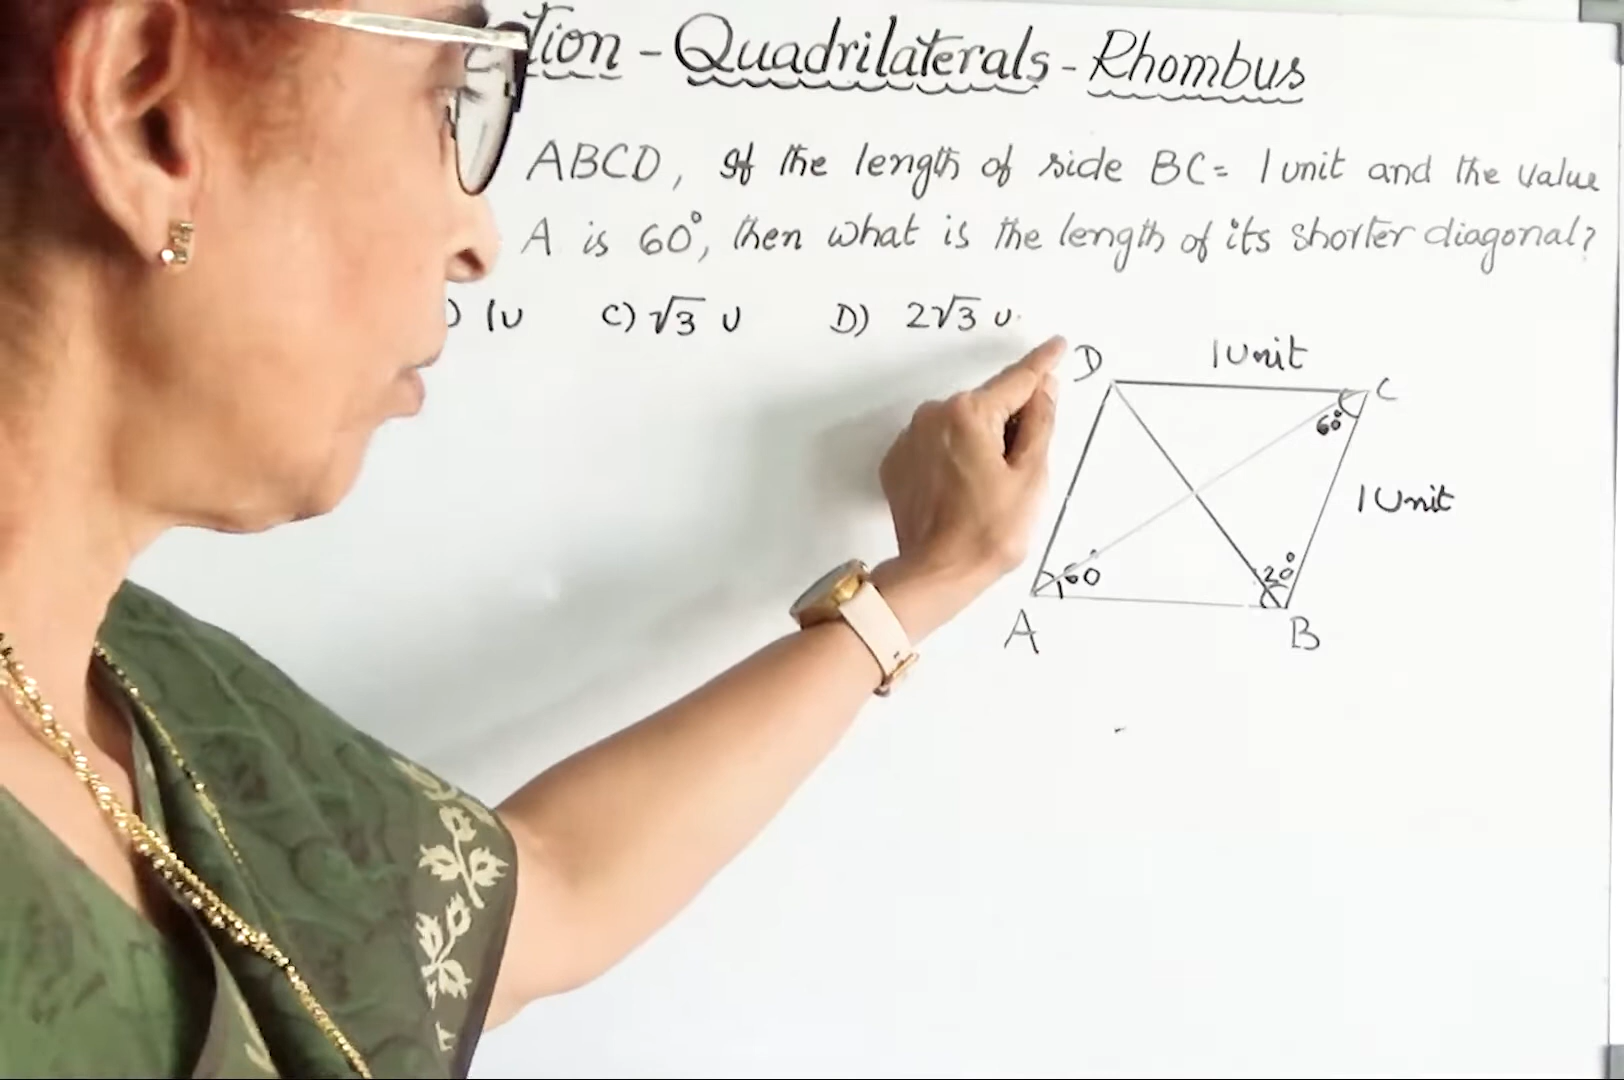 tion - Quadrilaterals - Rhombus
ABCD, If the length of side BC = 1 unit and the value
A is 60°, then what is the length of its shorter diagonal?
) 1U C) √3 U D) 2√3 U.
D 1 Unit C
60°
1 Unit
60° 120°
A B